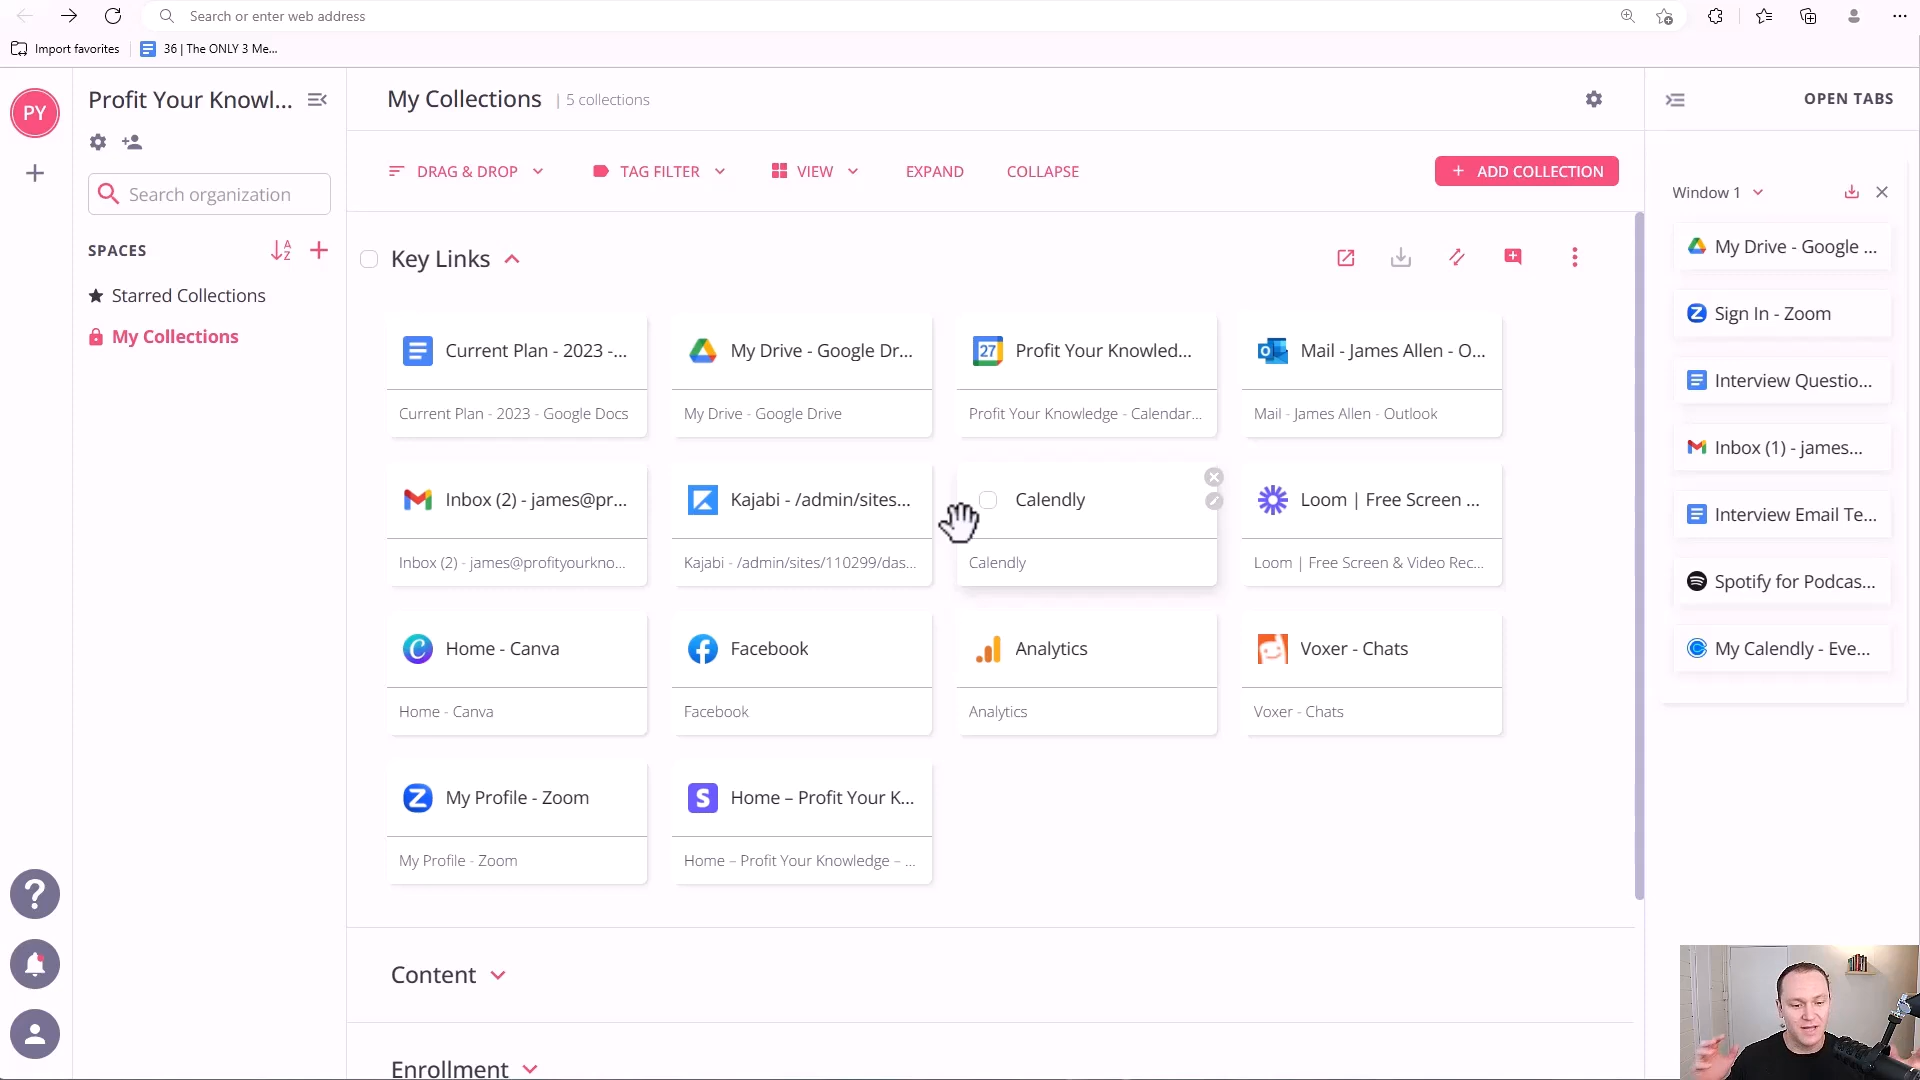 Search or enter web address
Import favorites
36 | The ONLY 3 Me...
PY
Profit Your Knowl...
Search organization
SPACES
Starred Collections
My Collections
My Collections | 5 collections
DRAG & DROP
TAG FILTER
VIEW
EXPAND
COLLAPSE
+ ADD COLLECTION
Key Links
Current Plan - 2023 -...
Current Plan - 2023 - Google Docs
My Drive - Google Dr...
My Drive - Google Drive
27
Profit Your Knowled...
Profit Your Knowledge - Calendar...
Mail - James Allen - O...
Mail - James Allen - Outlook
Inbox (2) - james@pr...
Inbox (2) - james@profityourkno...
Kajabi - /admin/sites...
Kajabi - /admin/sites/110299/das...
Calendly
Calendly
Loom | Free Screen ...
Loom | Free Screen & Video Rec...
Home - Canva
Home - Canva
Facebook
Facebook
Analytics
Analytics
Voxer - Chats
Voxer - Chats
My Profile - Zoom
My Profile - Zoom
Home – Profit Your K...
Home – Profit Your Knowledge – ...
Content
Enrollment
OPEN TABS
Window 1
My Drive - Google ...
Sign In - Zoom
Interview Questio...
Inbox (1) - james...
Interview Email Te...
Spotify for Podcas...
My Calendly - Eve...